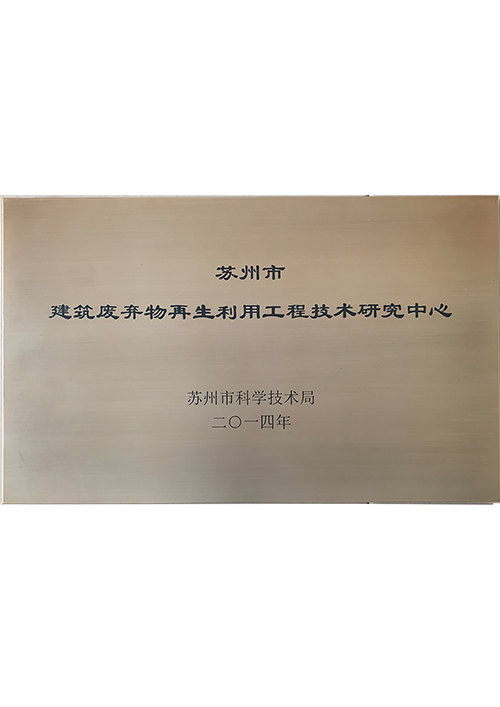 苏州市
建筑废弃物再生利用工程技术研究中心
苏州市科学技术局
二〇一四年